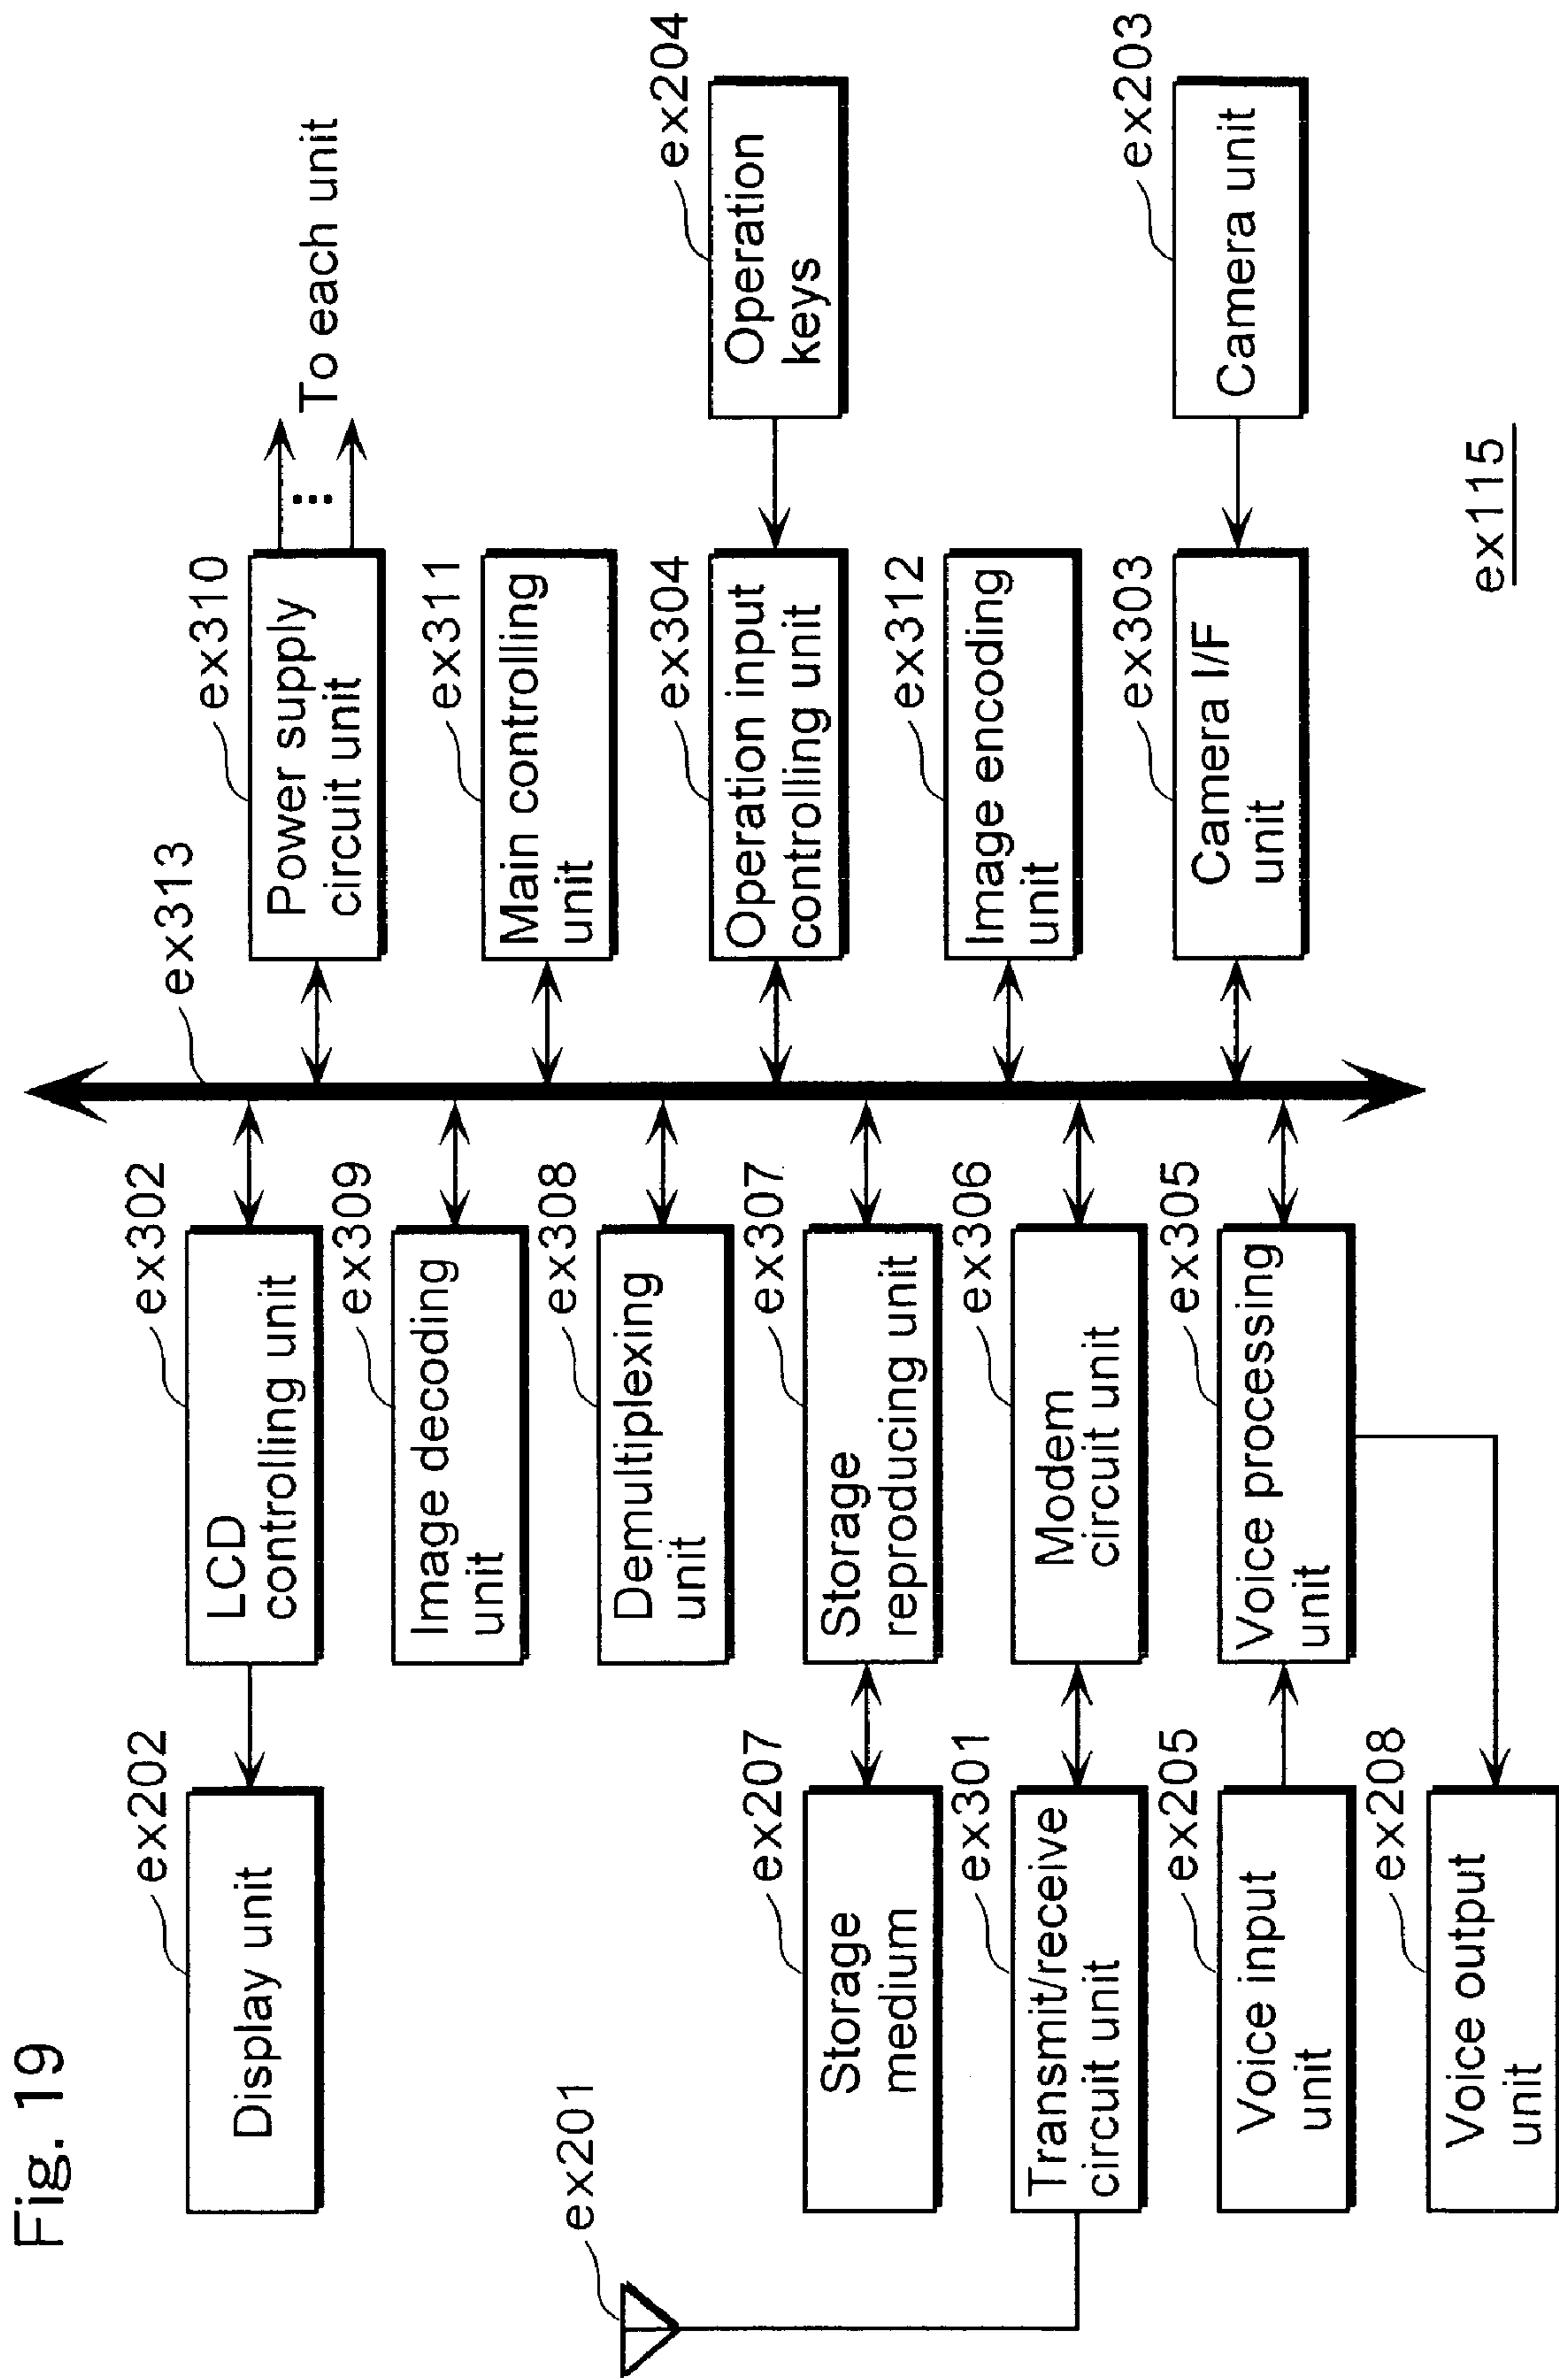 Fig. 19
ex201
ex202
Display unit
ex207
Storage
medium
ex301
Transmit/receive
circuit unit
ex205
Voice input
unit
ex208
Voice output
unit
ex302
LCD
controlling unit
ex309
Image decoding
unit
ex308
Demultiplexing
unit
ex307
Storage
reproducing unit
ex306
Modem
circuit unit
ex305
Voice processing
unit
ex313
ex310
Power supply
circuit unit
To each unit
ex311
Main controlling
unit
ex304
Operation input
controlling unit
ex204
Operation
keys
ex312
Image encoding
unit
ex303
Camera I/F
unit
ex203
Camera unit
ex115